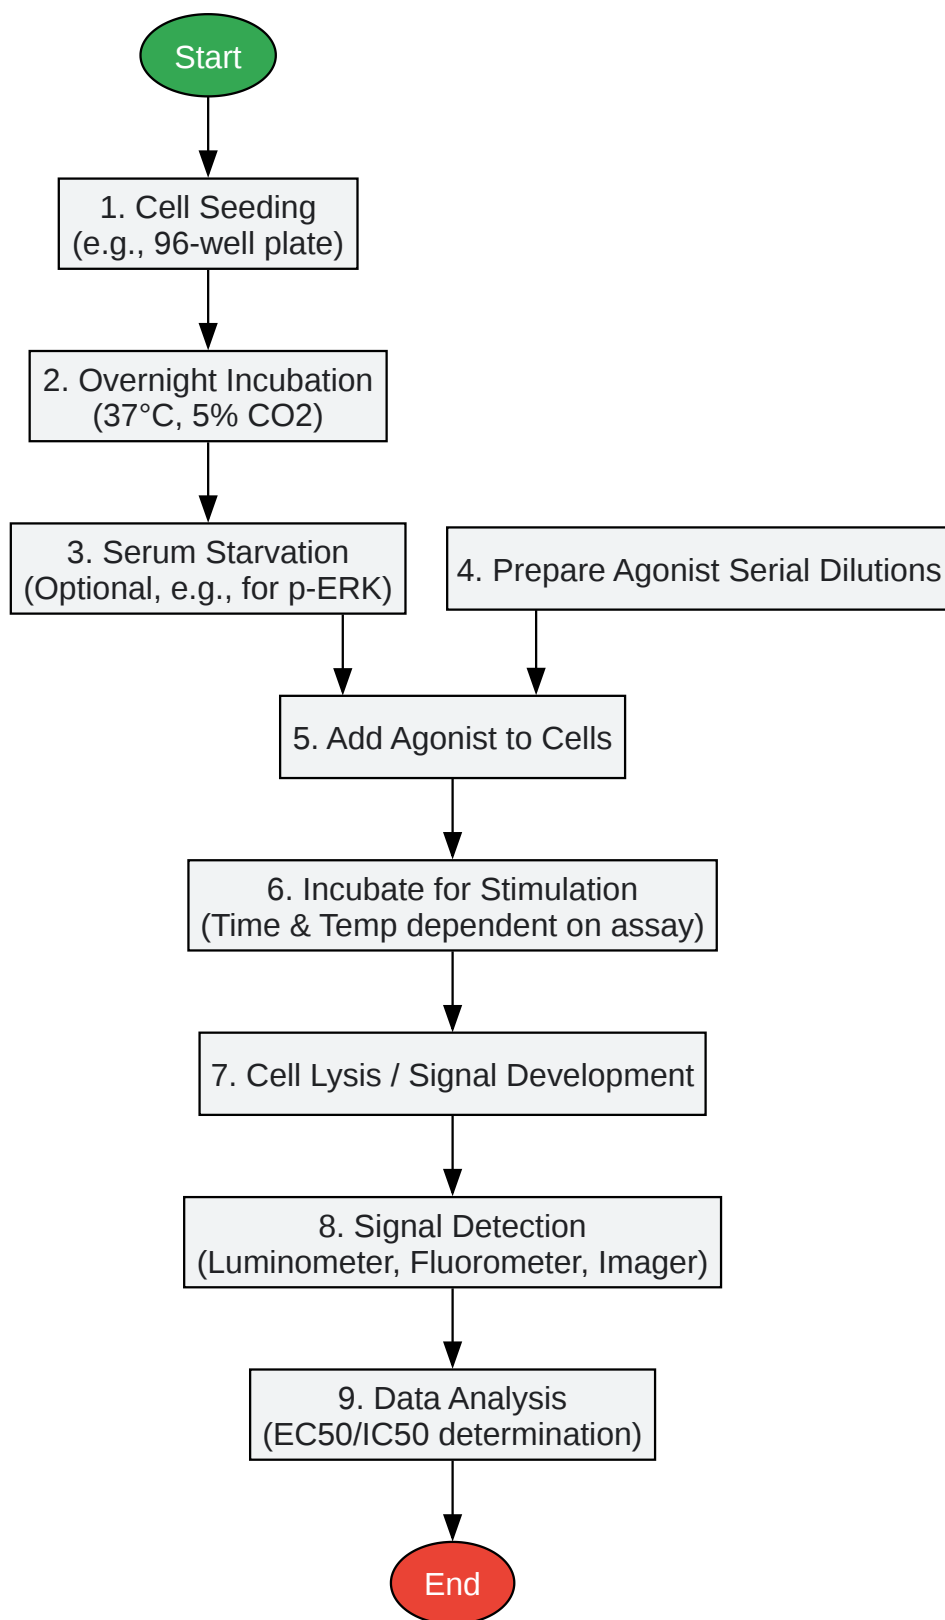 Start
1. Cell Seeding
(e.g., 96-well plate)
2. Overnight Incubation
(37°C, 5% CO2)
3. Serum Starvation
(Optional, e.g., for p-ERK)
4. Prepare Agonist Serial Dilutions
5. Add Agonist to Cells
6. Incubate for Stimulation
(Time & Temp dependent on assay)
7. Cell Lysis / Signal Development
8. Signal Detection
(Luminometer, Fluorometer, Imager)
9. Data Analysis
(EC50/IC50 determination)
End